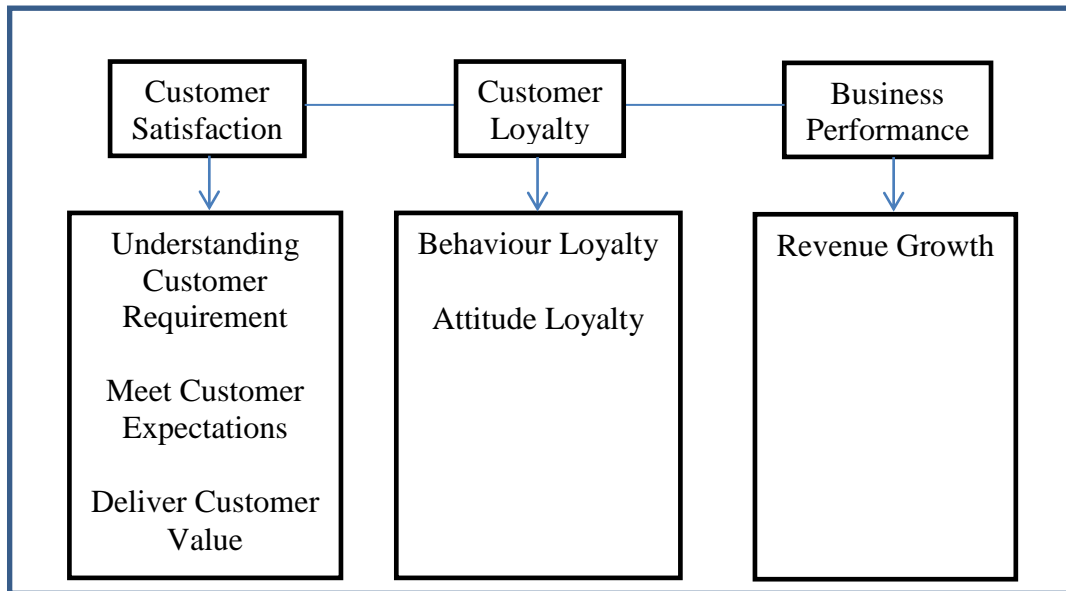 Customer
Satisfaction
Customer
Loyalty
Business
Performance
Understanding
Customer
Requirement
Meet Customer
Expectations
Deliver Customer
Value
Behaviour Loyalty
Attitude Loyalty
Revenue Growth